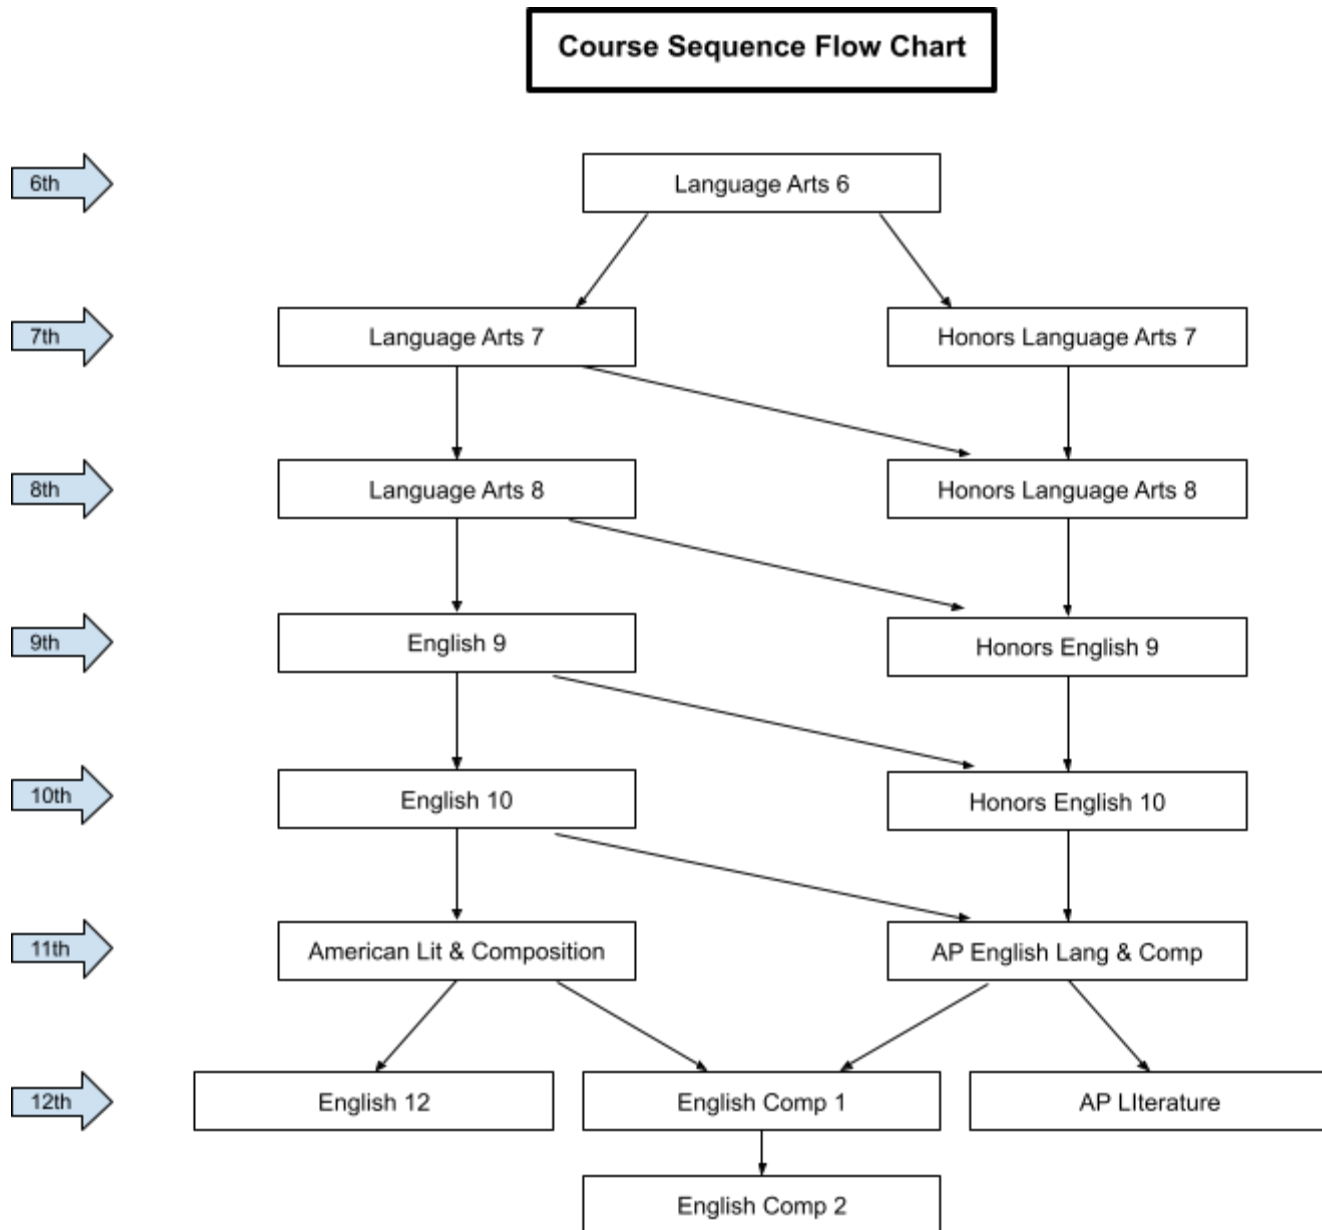 Course Sequence Flow Chart
6th
Language Arts 6
7th
Language Arts 7
Honors Language Arts 7
8th
Language Arts 8
Honors Language Arts 8
9th
English 9
Honors English 9
10th
English 10
Honors English 10
11th
American Lit & Composition
AP English Lang & Comp
12th
English 12
English Comp 1
AP LIterature
English Comp 2